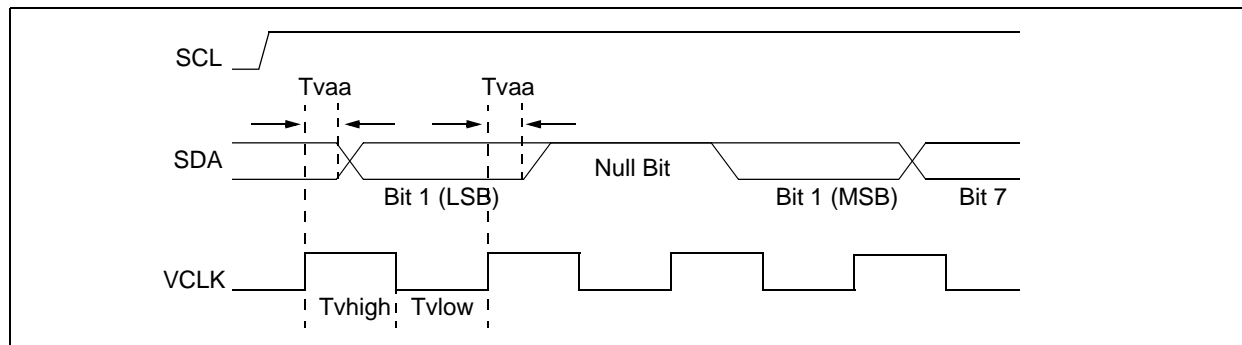 SCL
Tvaa Tvaa
SDA
Null Bit
Bit 1 (LSB) Bit 1 (MSB) Bit 7
VCLK
Tvhigh Tvlow